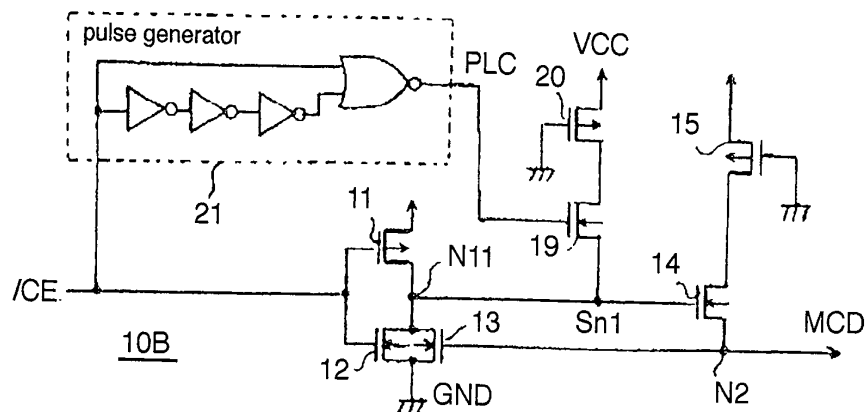 pulse generator
PLC
VCC
20
15
21
11
19
N11
14
/CE.
Sn1
MCD
13
10B
12
GND
N2